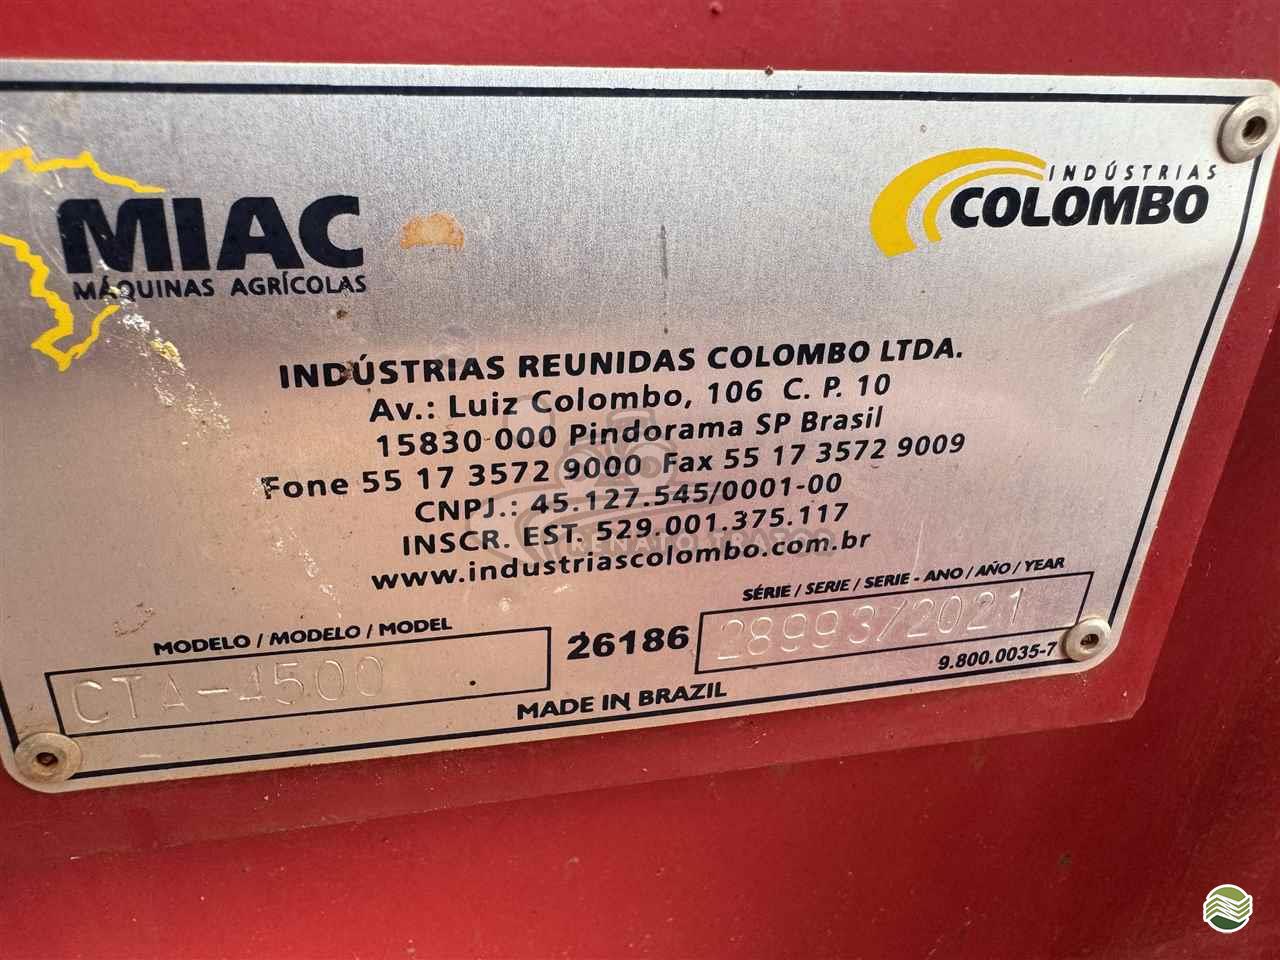 MIAC
MÁQUINAS AGRÍCOLAS
INDÚSTRIAS
COLOMBO
INDÚSTRIAS REUNIDAS COLOMBO LTDA.
Av.: Luiz Colombo, 106 C. P. 10
15830 000 Pindorama SP Brasil
Fone 55 17 3572 9000 Fax 55 17 3572 9009
CNPJ.: 45.127.545/0001-00
INSCR. EST. 529.001.375.117
www.industriascolombo.com.br
MODELO / MODELO / MODEL
CTA-4500
26186
SÉRIE / SERIE / SERIE - ANO / AÑO / YEAR
28993/2021
9.800.0035-7
MADE IN BRAZIL